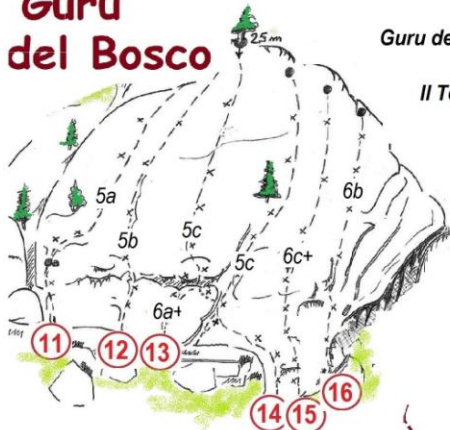 Guru
del Bosco
25 m
Guru de
Il T
5a
5b
5c
5c
6c+
6b
6a+
11
12
13
14
15
16